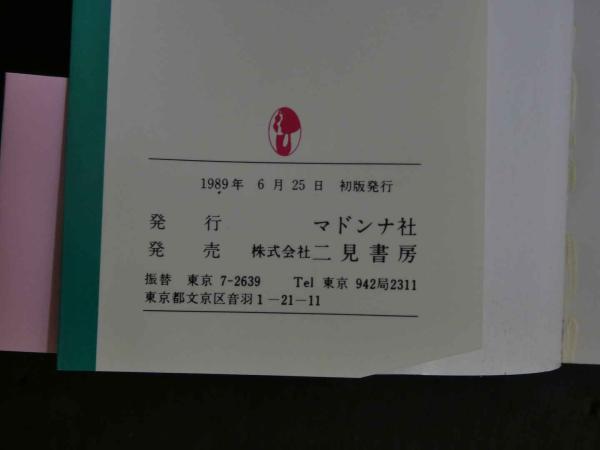 1989年 6月25日 初版発行
発行 マドンナ社
発売 株式会社二見書房
振替 東京 7-2639 Tel 東京 942局2311
東京都文京区音羽1-21-11